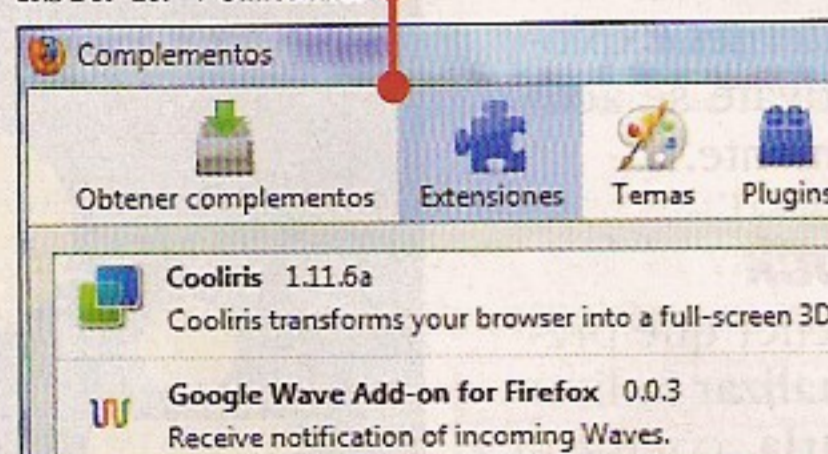 Complementos
Obtener complementos Extensiones Temas Plugins
Cooliris 1.11.6a
Cooliris transforms your browser into a full-screen 3D
Google Wave Add-on for Firefox 0.0.3
Receive notification of incoming Waves.